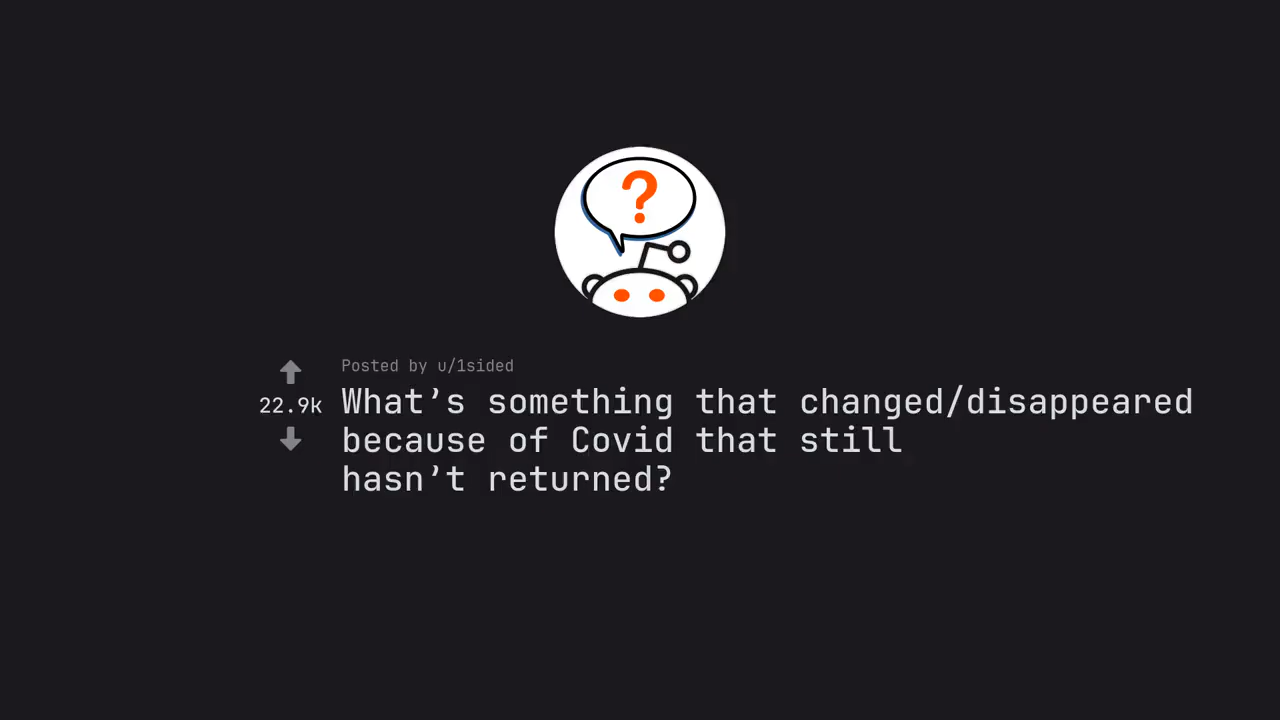 ?
Posted by u/1sided
22.9k
What’s something that changed/disappeared
because of Covid that still
hasn’t returned?